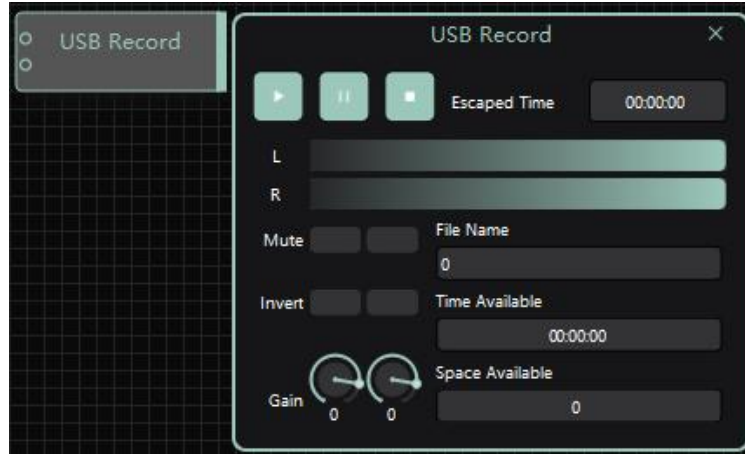 USB Record
USB Record
Escaped Time 00:00:00
L
R
Mute
File Name
0
Invert
Time Available
00:00:00
Space Available
0
Gain
0 0